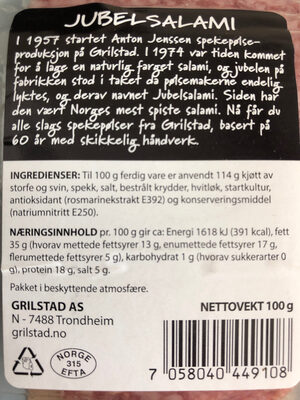 JUBELSALAMI
I 1957 startet Anton Jenssen spekepølse-
produksjon på Grilstad. I 1974 var tiden kommet
for å lage en naturlig farget salami, og jubelen på
fabrikken stod i taket da pølsemakerne endelig
lyktes, og derav navnet Jubelsalami. Siden har
den vært Norges mest spiste salami. Nå får du
alle slags spekepølser fra Grilstad, basert på
60 år med skikkelig håndverk.
INGREDIENSER: Til 100 g ferdig vare er anvendt 114 g kjøtt av
storfe og svin, spekk, salt, bestrålt krydder, hvitløk, startkultur,
antioksidant (rosmarinekstrakt E392) og konserveringsmiddel
(natriumnitritt E250).
NÆRINGSINNHOLD pr. 100 g gir ca: Energi 1618 kJ (391 kcal), fett
35 g (hvorav mettede fettsyrer 13 g, enumettede fettsyrer 17 g,
flerumettede fettsyrer 5 g), karbohydrat 1 g (hvorav sukkerarter 0
g), protein 18 g, salt 5 g.
Pakket i beskyttende atmosfære.
GRILSTAD AS
N - 7488 Trondheim
grilstad.no
NETTOVEKT 100 g
NORGE
315
EFTA
7 058040 449108